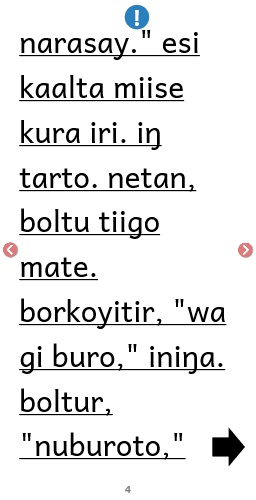 narasay." esi
kaalta miise
kura iri. iŋ
tarto. netan,
boltu tiigo
mate.
borkoyitir, "wa
gi buro," iniŋa.
boltur,
"nuburoto,"
4